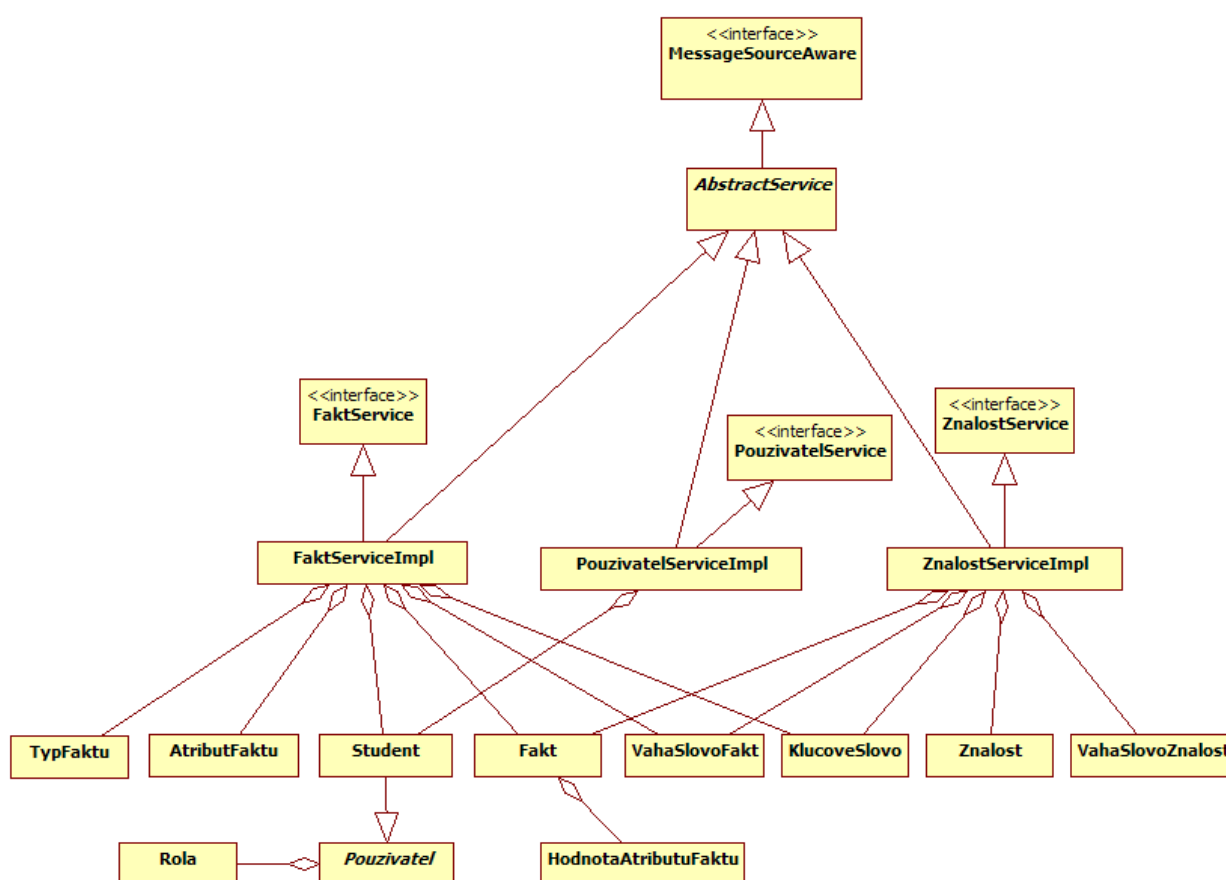 <<interface>>
MessageSourceAware
AbstractService
<<interface>>
FaktService
<<interface>>
ZnalostService
<<interface>>
PouzivatelService
FaktServiceImpl
PouzivatelServiceImpl
ZnalostServiceImpl
TypFaktu
AtributFaktu
Student
Fakt
VahaSlovoFakt
KlucoveSlovo
Znalost
VahaSlovoZnalost
Rola
Pouzivatel
HodnotaAtributuFaktu